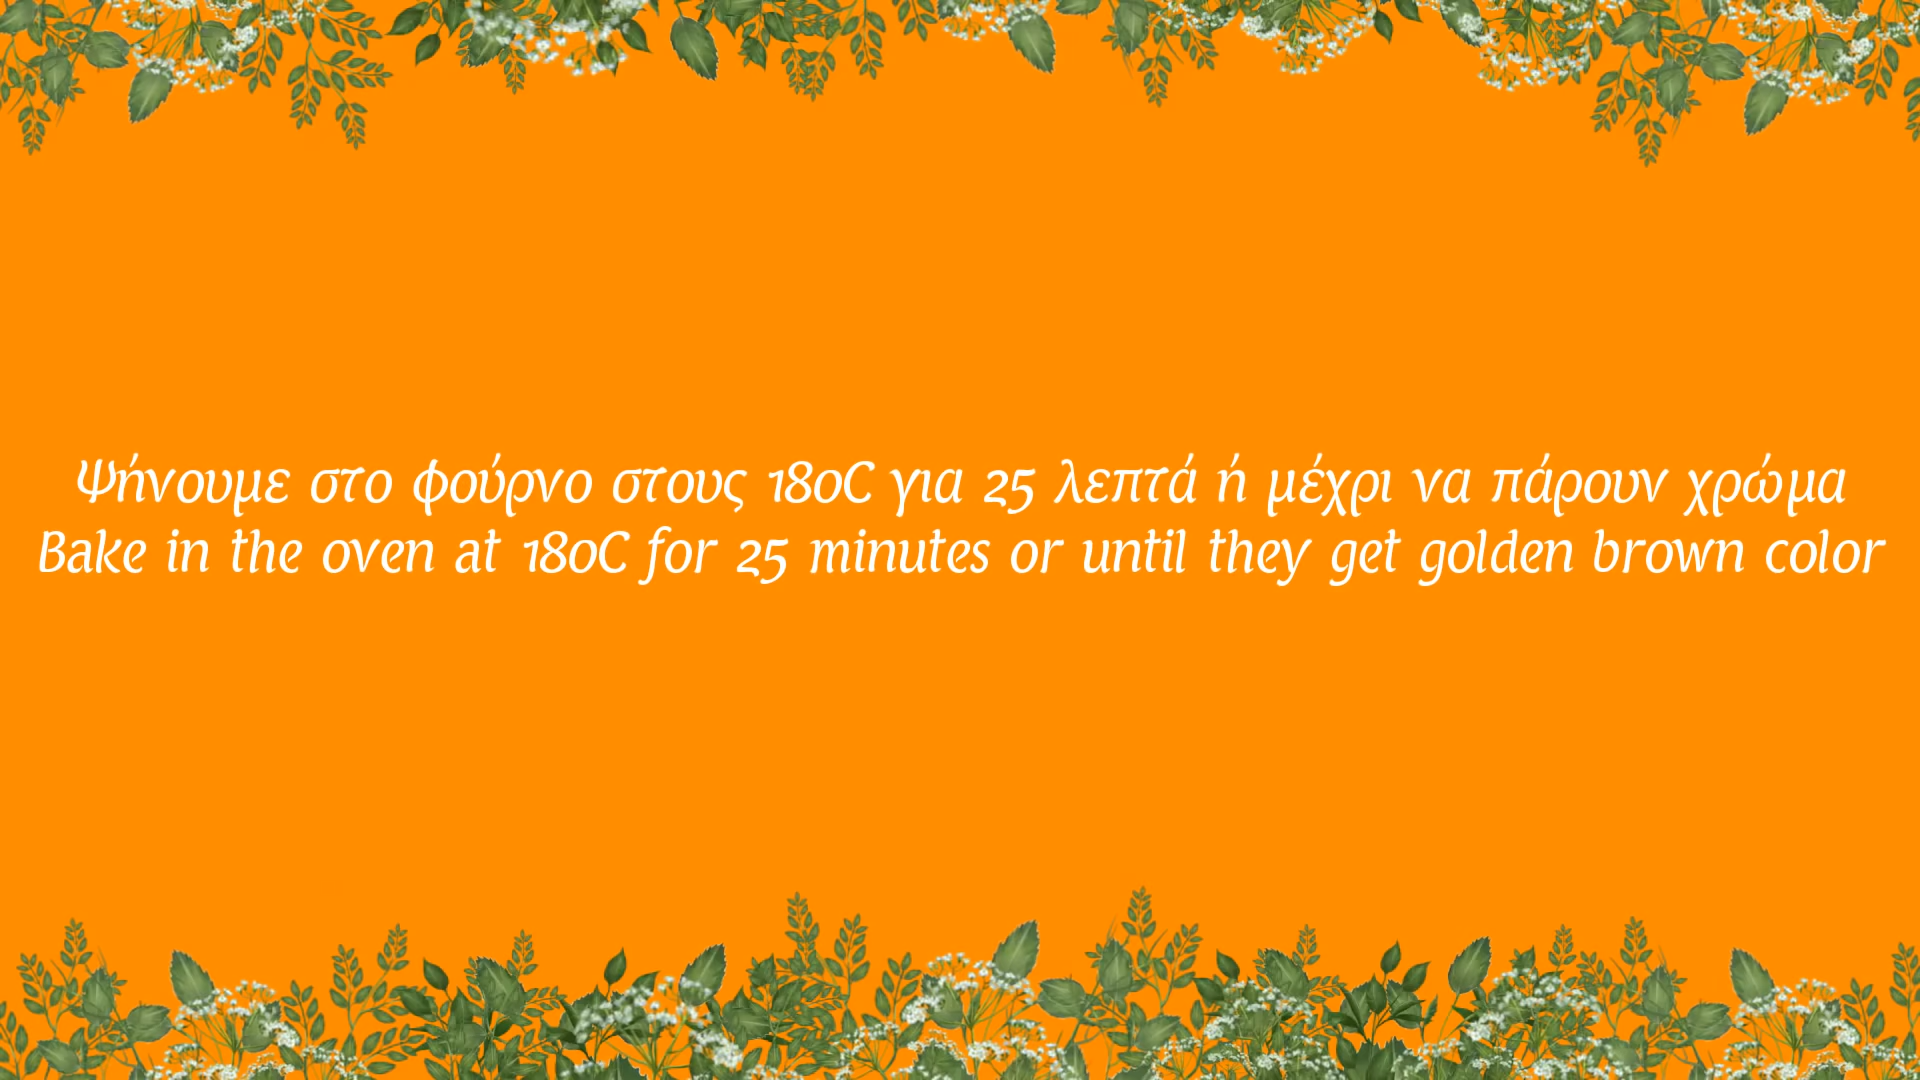 Ψήνουμε στο φούρνο στους 180C για 25 λεπτά ή μέχρι να πάρουν χρώμα
Bake in the oven at 180C for 25 minutes or until they get golden brown color